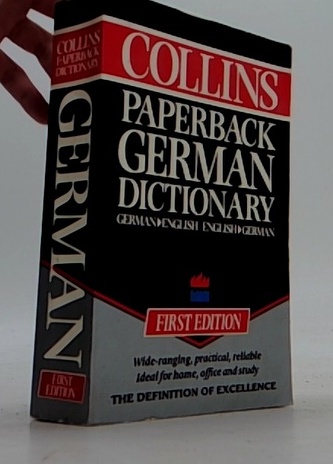 COLLINS
PAPERBACK
DICTIONARY
GERMAN
FIRST
EDITION
COLLINS
PAPERBACK
GERMAN
DICTIONARY
GERMAN▸ENGLISH ENGLISH▸GERMAN
FIRST EDITION
Wide-ranging, practical, reliable
Ideal for home, office and study
THE DEFINITION OF EXCELLENCE